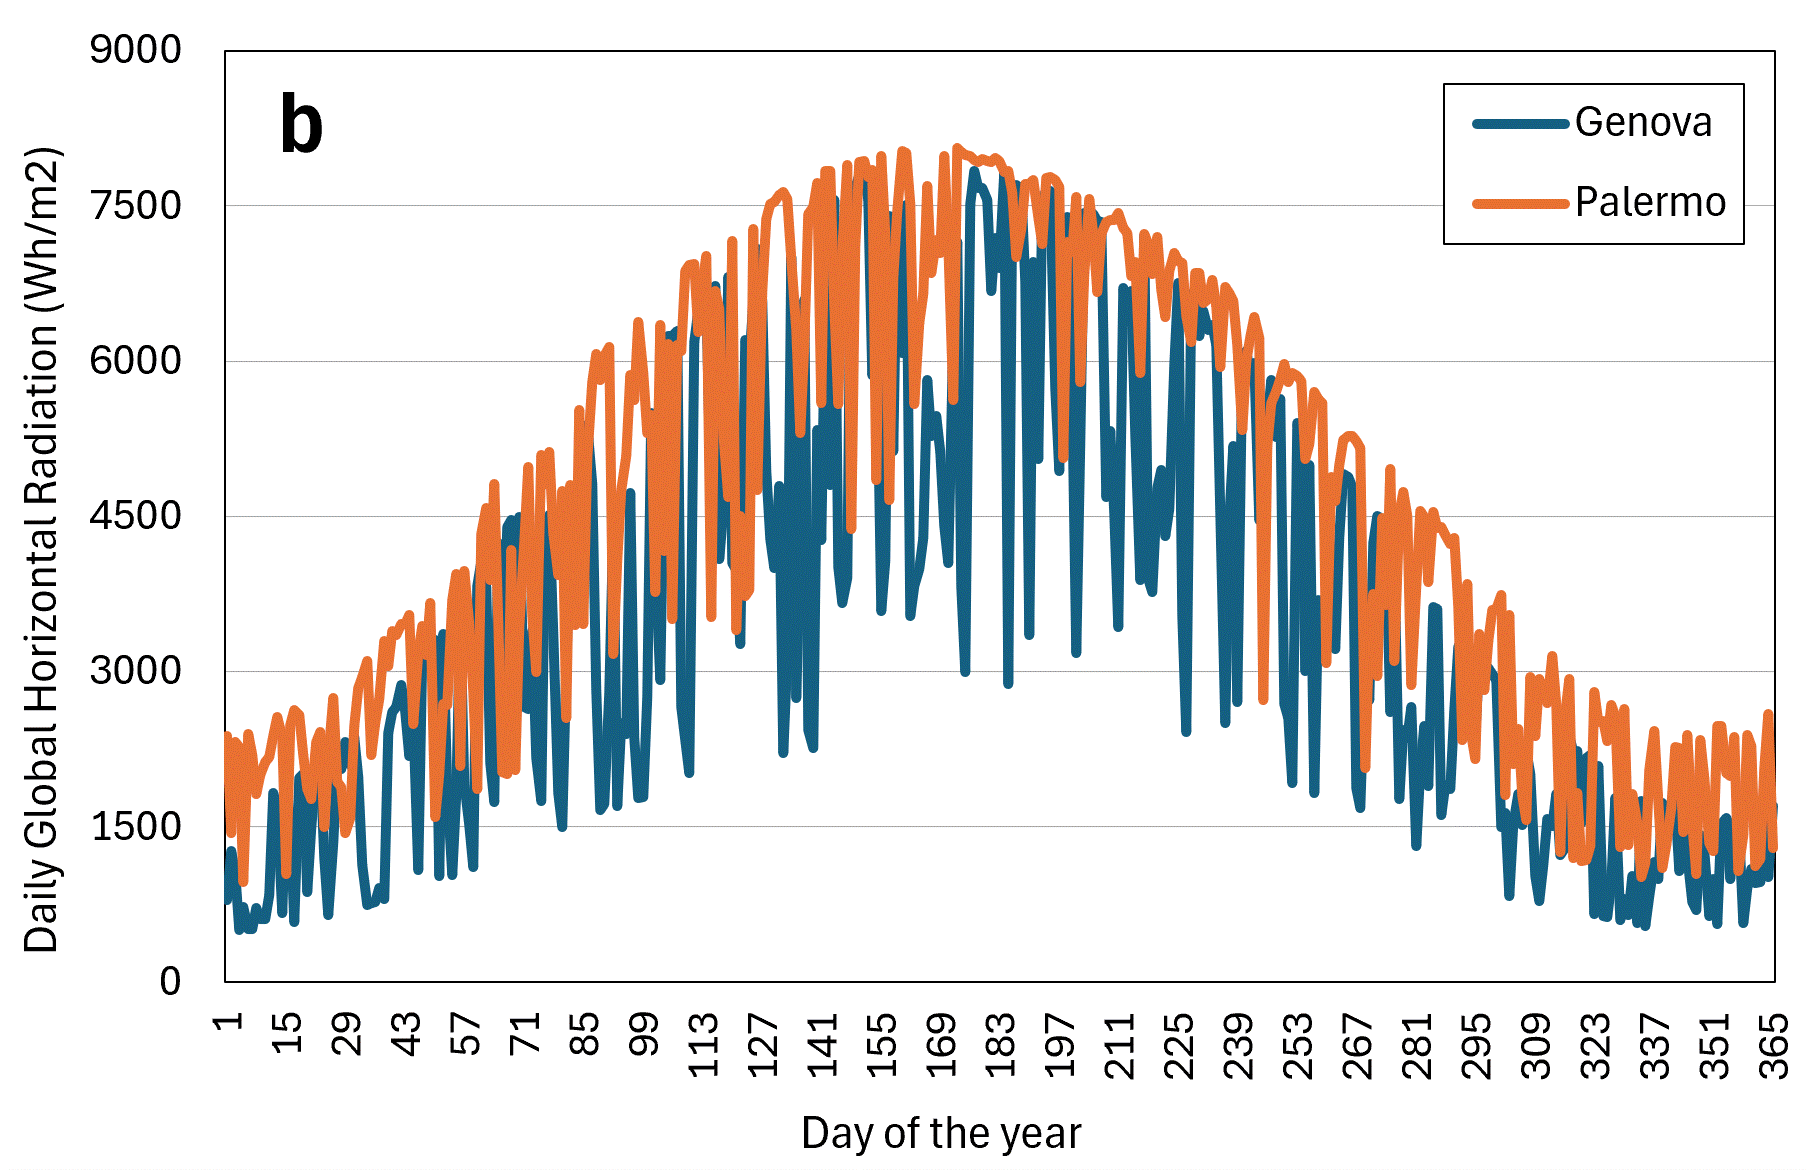 b
Genova
Palermo
Daily Global Horizontal Radiation (Wh/m2)
9000
7500
6000
4500
3000
1500
0
1 15 29 43 57 71 85 99 113 127 141 155 169 183 197 211 225 239 253 267 281 295 309 323 337 351 365
Day of the year